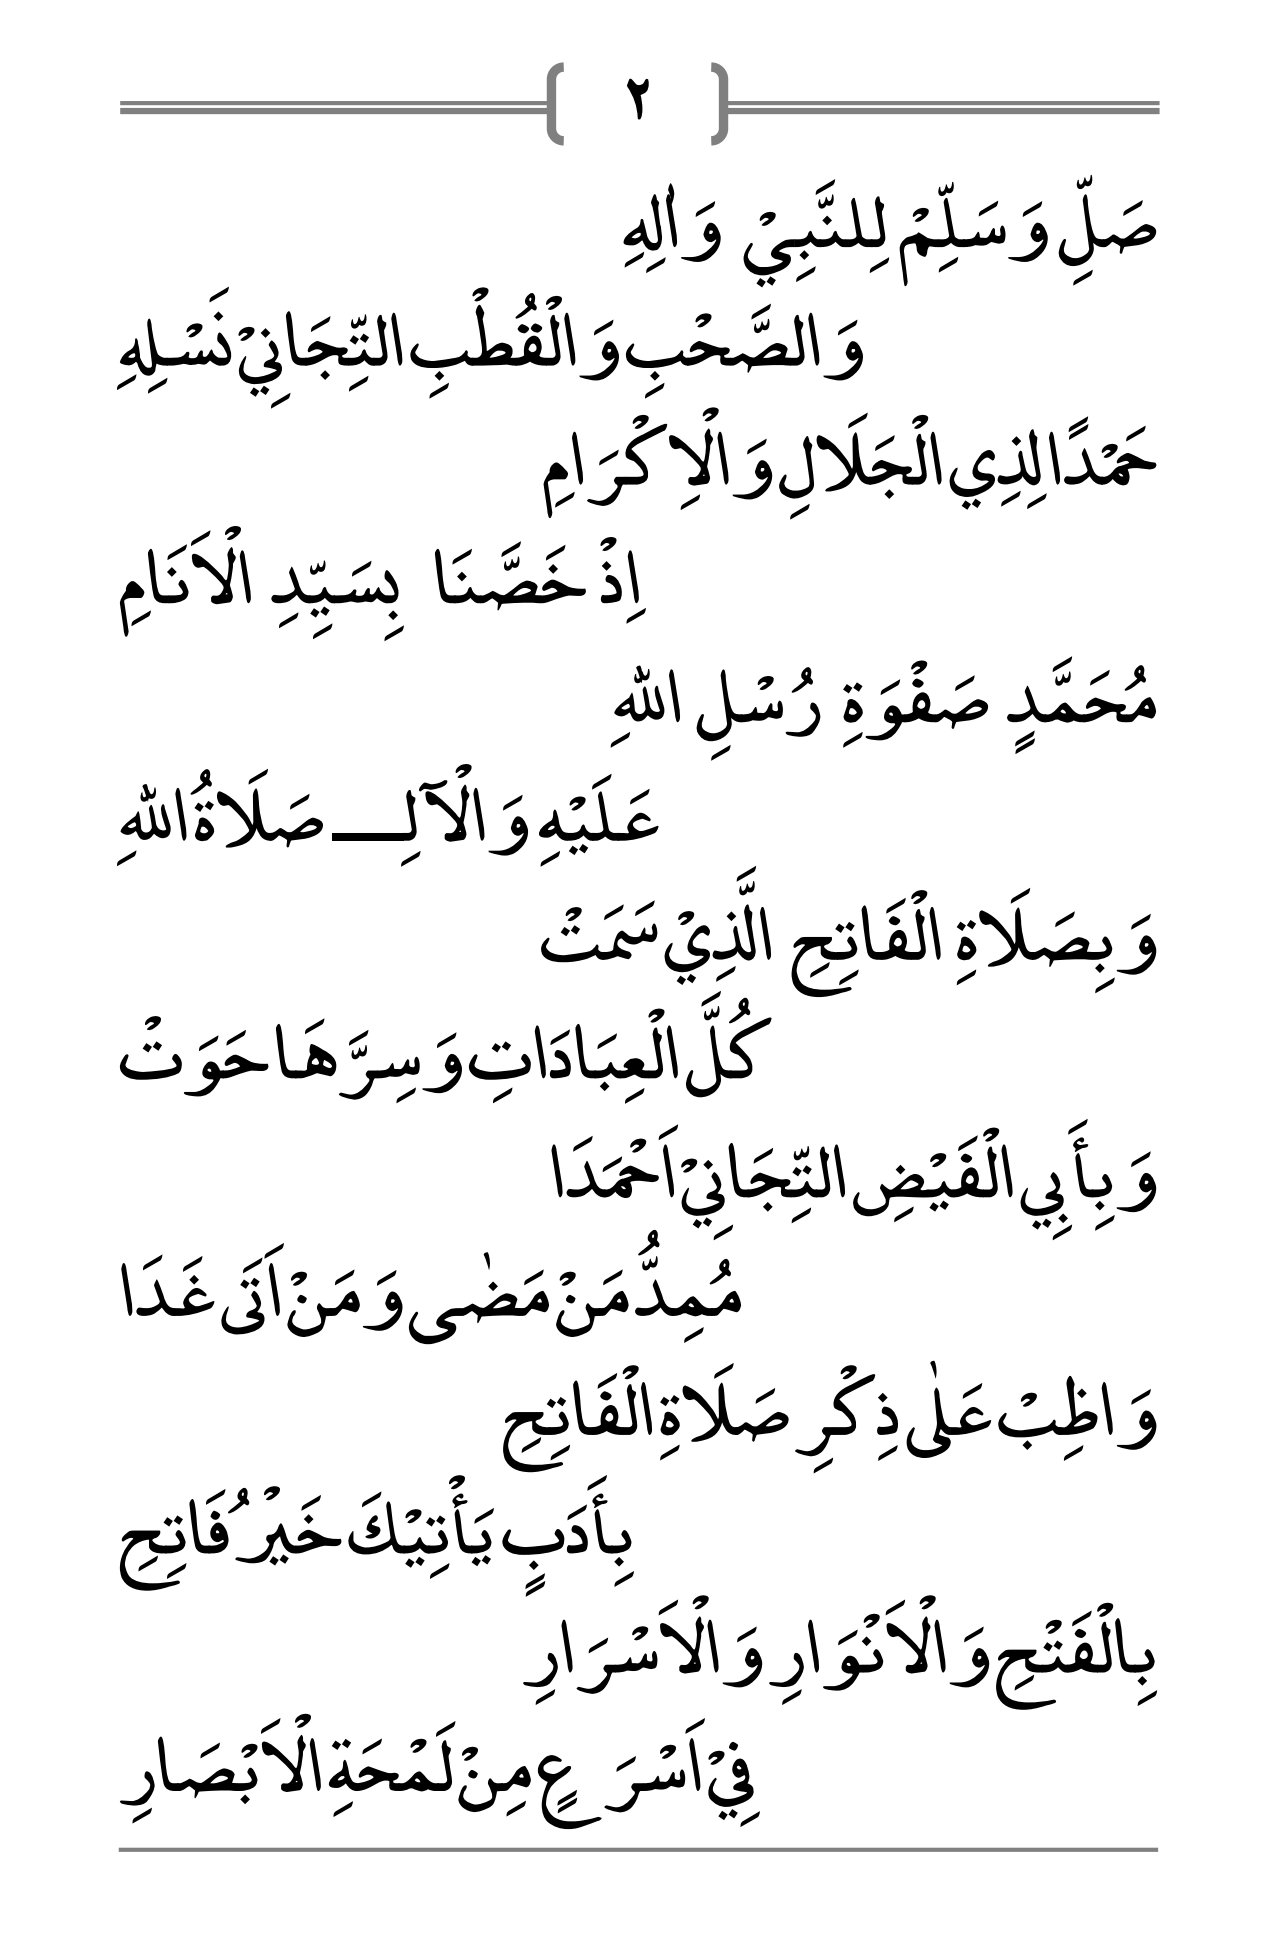 ٢
صَلِّ وَسَلِّمْ لِلنَّبِيْ وَاٰلِهِ
وَالصَّحْبِ وَالْقُطْبِ التِّجَانِيْ نَسْلِهِ
حَمْدًا لِذِي الْجَلَالِ وَالْاِكْرَامِ
اِذْ خَصَّنَا بِسَيِّدِ الْاَنَامِ
مُحَمَّدٍ صَفْوَةِ رُسْلِ اللهِ
عَلَيْهِ وَالْآلِـــ صَلَاةُ اللهِ
وَبِصَلَاةِ الْفَاتِحِ الَّذِيْ سَمَتْ
كُلَّ الْعِبَادَاتِ وَسِرَّهَا حَوَتْ
وَبِأَبِي الْفَيْضِ التِّجَانِيْ اَحْمَدَا
مُمِدُّ مَنْ مَضٰى وَمَنْ اَتَى غَدَا
وَاظِبْ عَلٰى ذِكْرِ صَلَاةِ الْفَاتِحِ
بِأَدَبٍ يَأْتِيْكَ خَيْرُ فَاتِحِ
بِالْفَتْحِ وَالْاَنْوَارِ وَالْاَسْرَارِ
فِيْ اَسْرَعٍ مِنْ لَمْحَةِ الْاَبْصَارِ